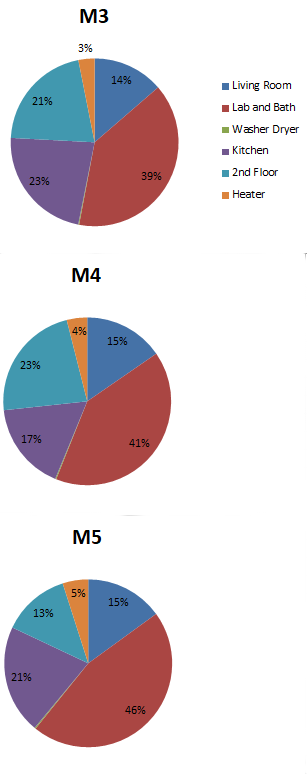 M3
3%
14%
21%
39%
23%
Living Room
Lab and Bath
Washer Dryer
Kitchen
2nd Floor
Heater
M4
4%
15%
23%
41%
17%
M5
5%
15%
13%
21%
46%